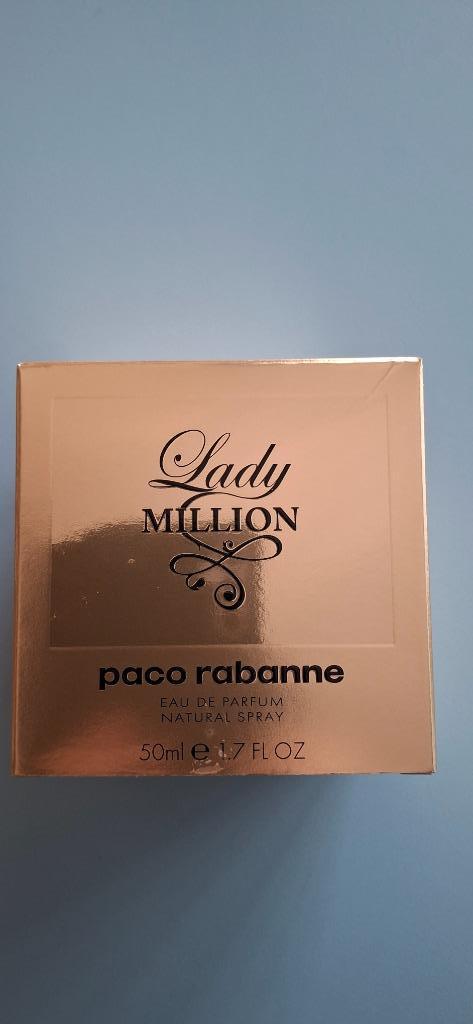 Lady
MILLION
paco rabanne
EAU DE PARFUM
NATURAL SPRAY
50ml e 1.7 FL OZ